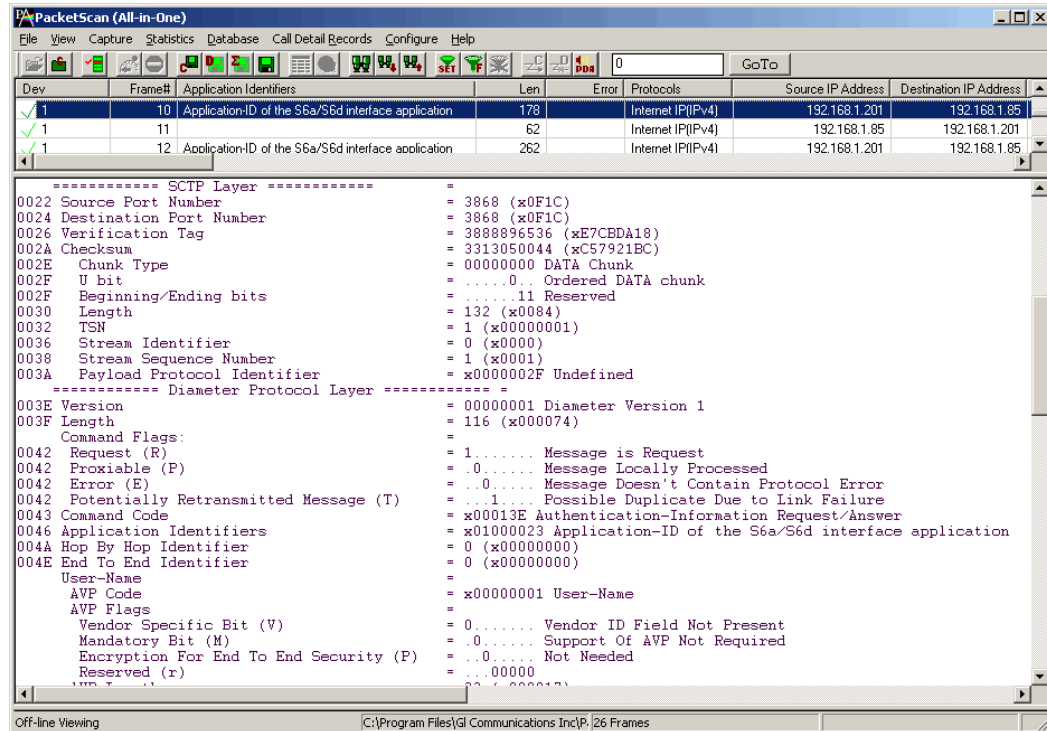 PacketScan (All-in-One)
File View Capture Statistics Database Call Detail Records Configure Help
SET F PDA 0 GoTo
Dev Frame# Application Identifiers Len Error Protocols Source IP Address Destination IP Address
1 10 Application-ID of the S6a/S6d interface application 178 Internet IP(IPv4) 192.168.1.201 192.168.1.85
1 11 62 Internet IP(IPv4) 192.168.1.85 192.168.1.201
1 12 Application-ID of the S6a/S6d interface application 262 Internet IP(IPv4) 192.168.1.201 192.168.1.85
============ SCTP Layer ============ =
0022 Source Port Number = 3868 (x0F1C)
0024 Destination Port Number = 3868 (x0F1C)
0026 Verification Tag = 3888896536 (xE7CBDA18)
002A Checksum = 3313050044 (xC57921BC)
002E Chunk Type = 00000000 DATA Chunk
002F U bit = .....0.. Ordered DATA chunk
002F Beginning/Ending bits = ......11 Reserved
0030 Length = 132 (x0084)
0032 TSN = 1 (x00000001)
0036 Stream Identifier = 0 (x0000)
0038 Stream Sequence Number = 1 (x0001)
003A Payload Protocol Identifier = x0000002F Undefined
============ Diameter Protocol Layer ============ =
003E Version = 00000001 Diameter Version 1
003F Length = 116 (x000074)
Command Flags: =
0042 Request (R) = 1....... Message is Request
0042 Proxiable (P) = .0...... Message Locally Processed
0042 Error (E) = ..0..... Message Doesn't Contain Protocol Error
0042 Potentially Retransmitted Message (T) = ...1.... Possible Duplicate Due to Link Failure
0043 Command Code = x00013E Authentication-Information Request/Answer
0046 Application Identifiers = x01000023 Application-ID of the S6a/S6d interface application
004A Hop By Hop Identifier = 0 (x00000000)
004E End To End Identifier = 0 (x00000000)
User-Name =
AVP Code = x00000001 User-Name
AVP Flags =
Vendor Specific Bit (V) = 0....... Vendor ID Field Not Present
Mandatory Bit (M) = .0...... Support Of AVP Not Required
Encryption For End To End Security (P) = ..0..... Not Needed
Reserved (r) = ...00000
Off-line Viewing C:\Program Files\Gl Communications Inc\P. 26 Frames